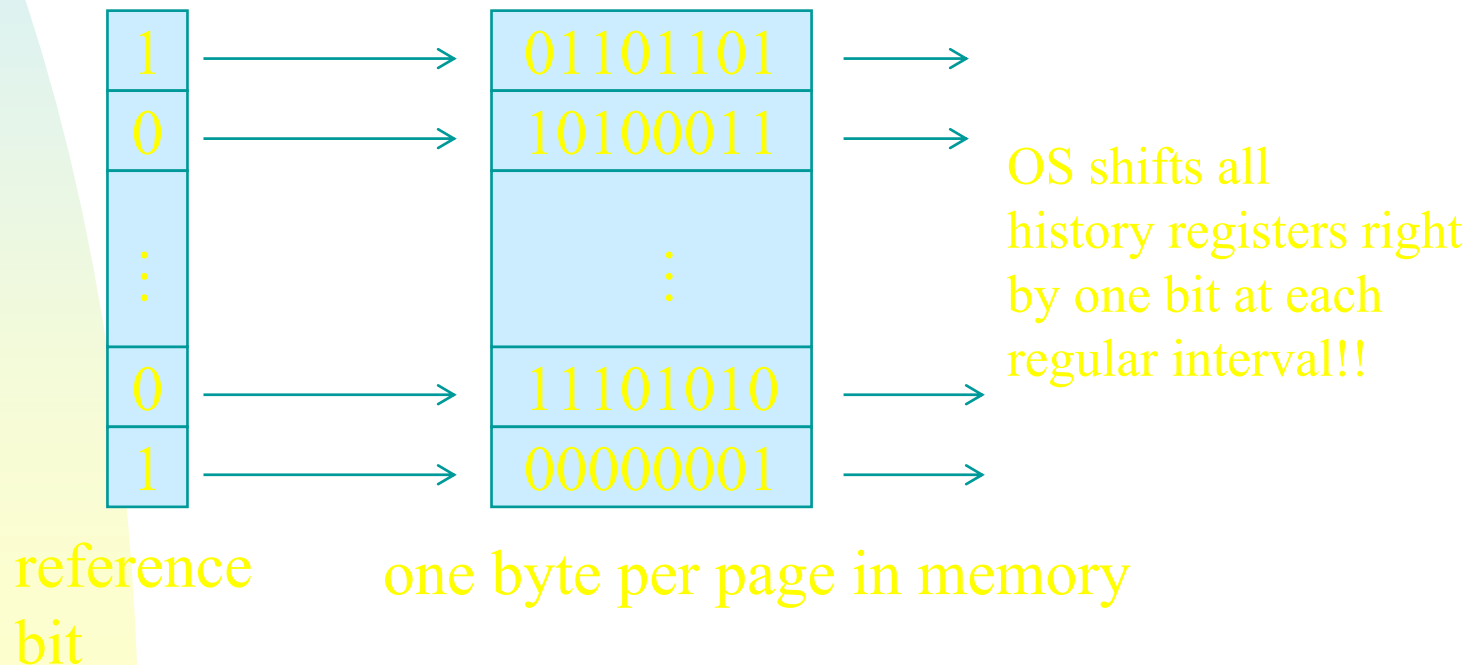 1 01101101
0 10100011
OS shifts all
history registers right
by one bit at each
regular interval!!
⋮ ⋮
0 11101010
1 00000001
reference
bit
one byte per page in memory